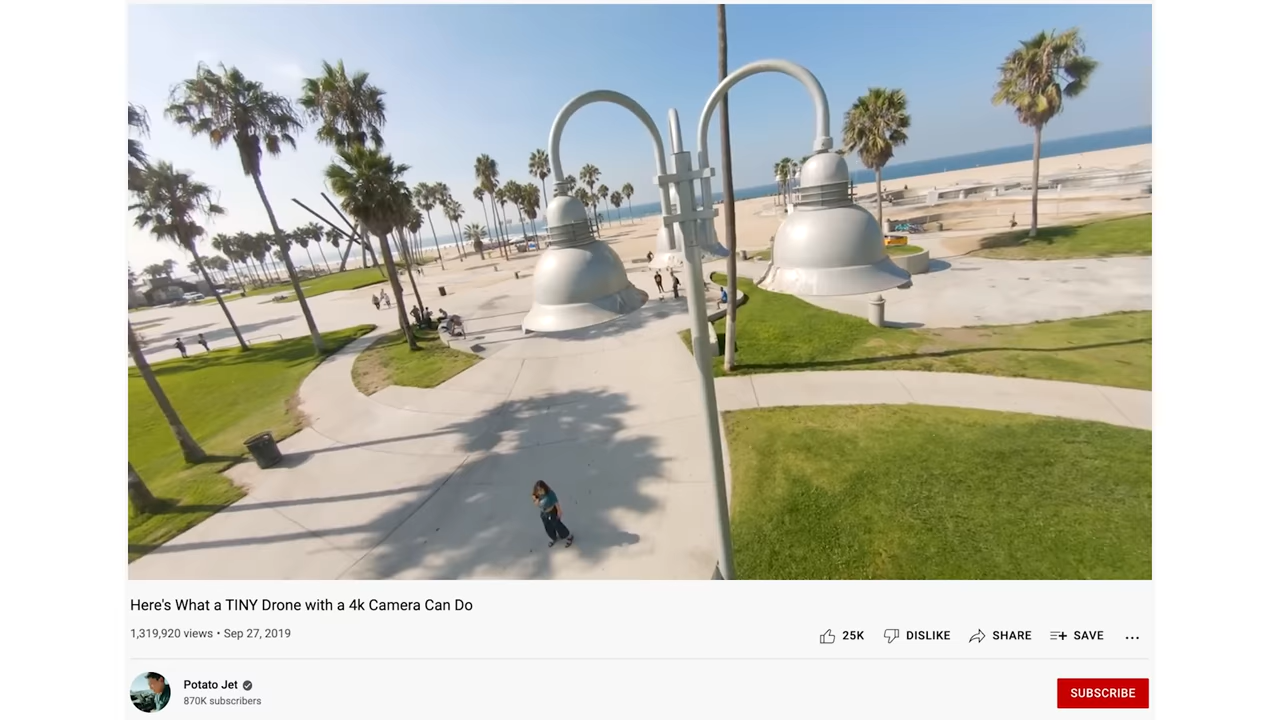 Here's What a TINY Drone with a 4k Camera Can Do
1,319,920 views • Sep 27, 2019
25K DISLIKE SHARE SAVE ...
Potato Jet
870K subscribers
SUBSCRIBE